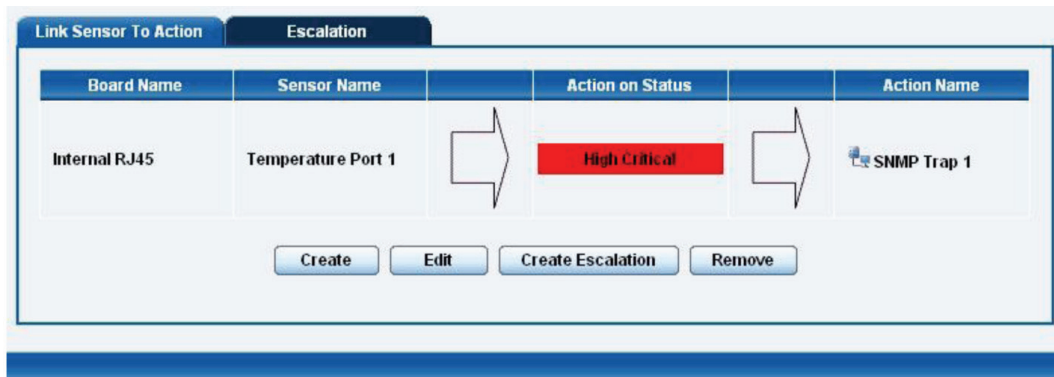 Link Sensor To Action Escalation
Board Name Sensor Name Action on Status Action Name
Internal RJ45 Temperature Port 1 High Critical SNMP Trap 1
Create Edit Create Escalation Remove